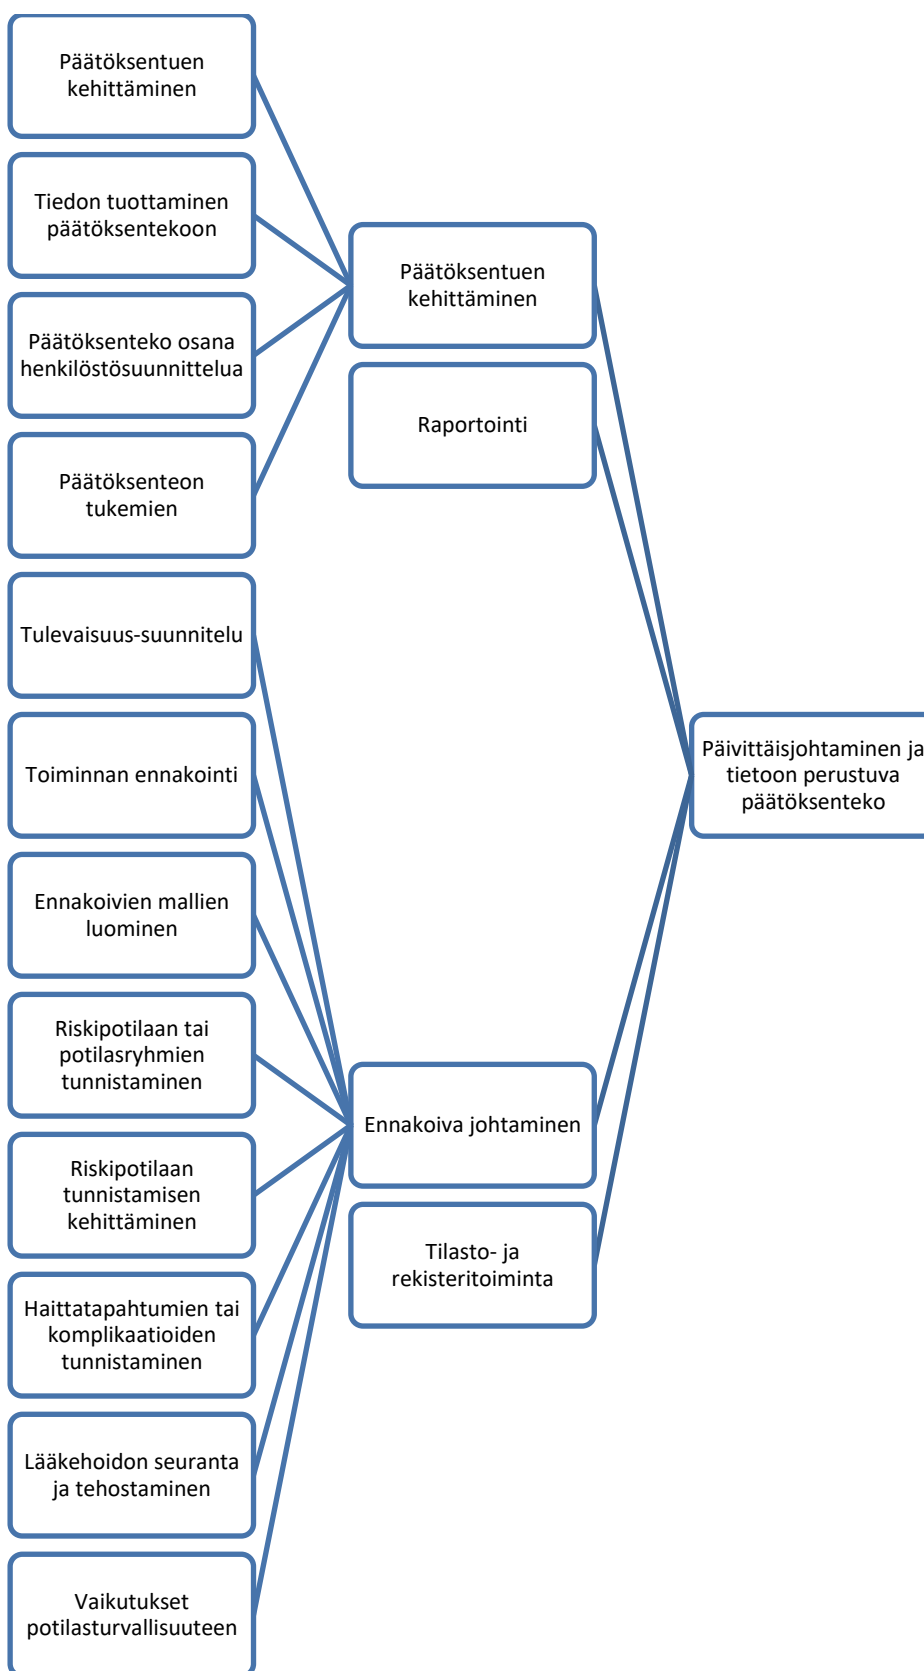 Päätöksentuen
kehittäminen
Tiedon tuottaminen
päätöksentekoon
Päätöksenteko osana
henkilöstösuunnittelua
Päätöksenteon
tukemien
Tulevaisuus-suunnitelu
Toiminnan ennakointi
Ennakoivien mallien
luominen
Riskipotilaan tai
potilasryhmien
tunnistaminen
Riskipotilaan
tunnistamisen
kehittäminen
Haittatapahtumien tai
komplikaatioiden
tunnistaminen
Lääkehoidon seuranta
ja tehostaminen
Vaikutukset
potilasturvallisuuteen
Päätöksentuen
kehittäminen
Raportointi
Ennakoiva johtaminen
Tilasto- ja
rekisteritoiminta
Päivittäisjohtaminen ja
tietoon perustuva
päätöksenteko